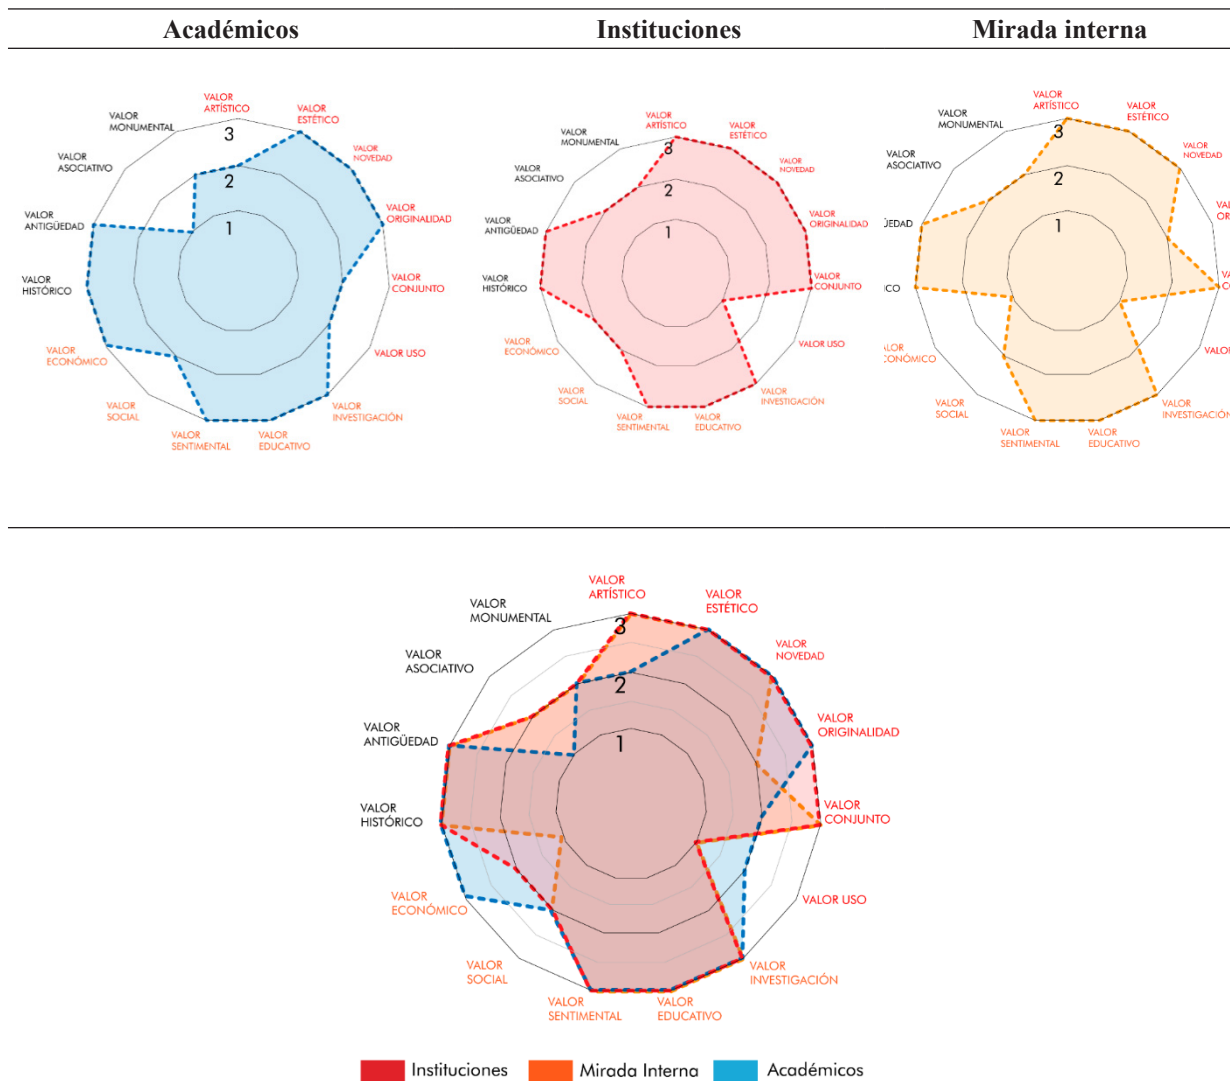 Académicos
Instituciones
Mirada interna
VALOR
ARTÍSTICO
VALOR
ESTÉTICO
VALOR
NOVEDAD
VALOR
ORIGINALIDAD
VALOR
CONJUNTO
VALOR USO
VALOR
INVESTIGACIÓN
VALOR
EDUCATIVO
VALOR
SENTIMENTAL
VALOR
SOCIAL
VALOR
ECONÓMICO
VALOR
HISTÓRICO
VALOR
ANTIGÜEDAD
VALOR
ASOCIATIVO
VALOR
MONUMENTAL
3
2
1
VALOR
ARTÍSTICO
VALOR
ESTÉTICO
VALOR
NOVEDAD
VALOR
ORIGINALIDAD
VALOR
CONJUNTO
VALOR USO
VALOR
INVESTIGACIÓN
VALOR
EDUCATIVO
VALOR
SENTIMENTAL
VALOR
SOCIAL
VALOR
ECONÓMICO
VALOR
HISTÓRICO
VALOR
ANTIGÜEDAD
VALOR
ASOCIATIVO
VALOR
MONUMENTAL
3
2
1
VALOR
ARTÍSTICO
VALOR
ESTÉTICO
VALOR
NOVEDAD
VALOR
INVESTIGACIÓN
VALOR
EDUCATIVO
VALOR
SENTIMENTAL
VALOR
SOCIAL
VALOR
ASOCIATIVO
VALOR
MONUMENTAL
3
2
1
VALOR
ARTÍSTICO
VALOR
ESTÉTICO
VALOR
NOVEDAD
VALOR
ORIGINALIDAD
VALOR
CONJUNTO
VALOR USO
VALOR
INVESTIGACIÓN
VALOR
EDUCATIVO
VALOR
SENTIMENTAL
VALOR
SOCIAL
VALOR
ECONÓMICO
VALOR
HISTÓRICO
VALOR
ANTIGÜEDAD
VALOR
ASOCIATIVO
VALOR
MONUMENTAL
3
2
1
Instituciones
Mirada Interna
Académicos